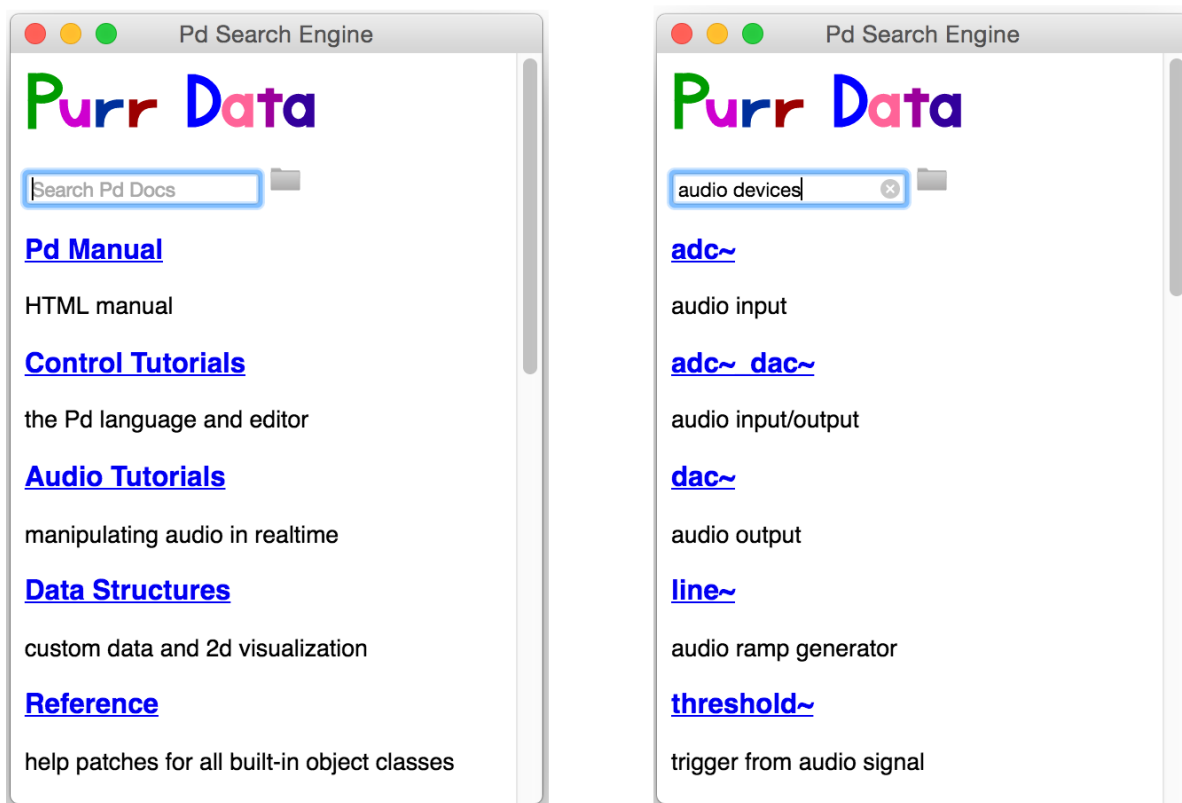 Pd Search Engine
Purr Data
Search Pd Docs
Pd Manual
HTML manual
Control Tutorials
the Pd language and editor
Audio Tutorials
manipulating audio in realtime
Data Structures
custom data and 2d visualization
Reference
help patches for all built-in object classes
Pd Search Engine
Purr Data
audio devices
adc~
audio input
adc~_dac~
audio input/output
dac~
audio output
line~
audio ramp generator
threshold~
trigger from audio signal